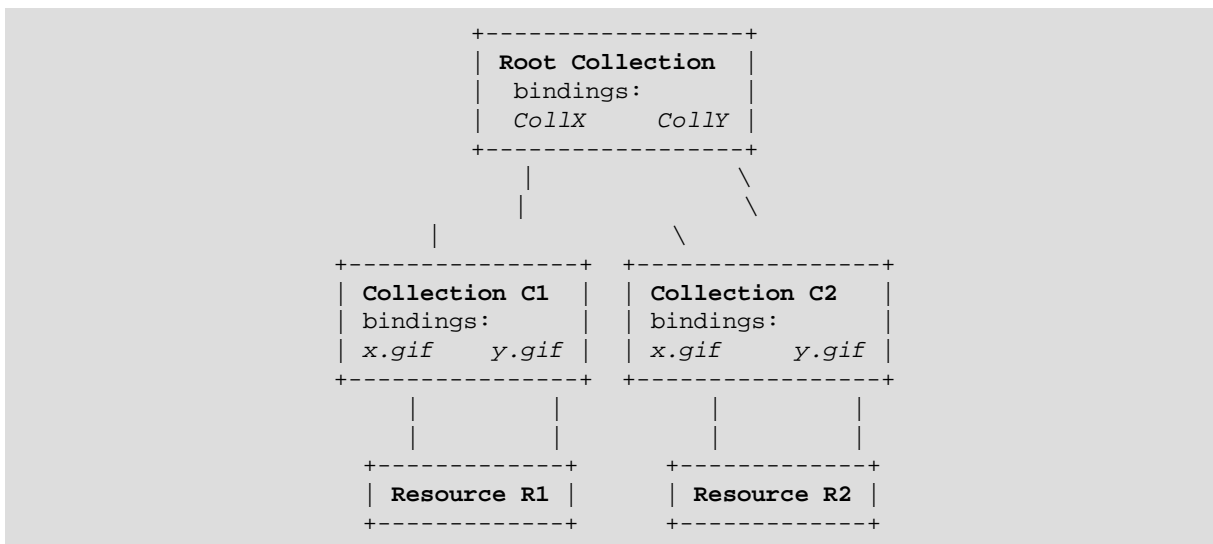 +------------------+
| Root Collection |
| bindings: |
| CollX CollY |
+------------------+
| \
| \
| \
+----------------+ +-----------------+
| Collection C1 | | Collection C2 |
| bindings: | | bindings: |
| x.gif y.gif | | x.gif y.gif |
+----------------+ +-----------------+
| | | |
| | | |
+-------------+ +-------------+
| Resource R1 | | Resource R2 |
+-------------+ +-------------+